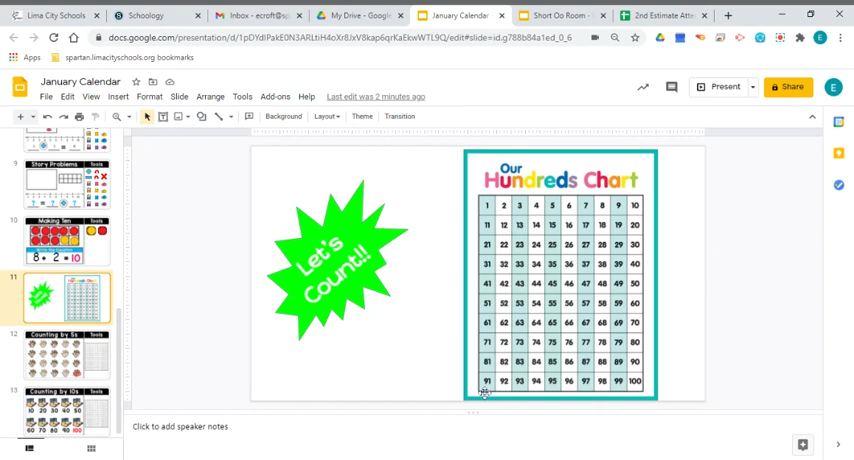 Lima City Schools
Schoology
Inbox - ecroft@sp
My Drive - Google
January Calendar
Short Op Room -
2nd Estimate Atte
docs.google.com/presentation/d/1pDYdlPakE0N3ARLtiH4oXr8JxV8kap6qrKaEkwWTL9Q/edit#slide=id.g788b84a1ed_0_6
E
Apps
spartan.limacityschools.org bookmarks
January Calendar
File Edit View Insert Format Slide Arrange Tools Add-ons Help Last edit was 2 minutes ago
Present
Share
E
Background Layout Theme Transition
9
Story Problems Tools
10
Making Ten Tools
8 + 2 = 10
11
12
Counting by 5s Tools
13
Counting by 10s Tools
10 20 30 40 50
60 70 80 90 100
Let's
Count!!
Our
Hundreds Chart
1 2 3 4 5 6 7 8 9 10
11 12 13 14 15 16 17 18 19 20
21 22 23 24 25 26 27 28 29 30
31 32 33 34 35 36 37 38 39 40
41 42 43 44 45 46 47 48 49 50
51 52 53 54 55 56 57 58 59 60
61 62 63 64 65 66 67 68 69 70
71 72 73 74 75 76 77 78 79 80
81 82 83 84 85 86 87 88 89 90
91 92 93 94 95 96 97 98 99 100
Click to add speaker notes